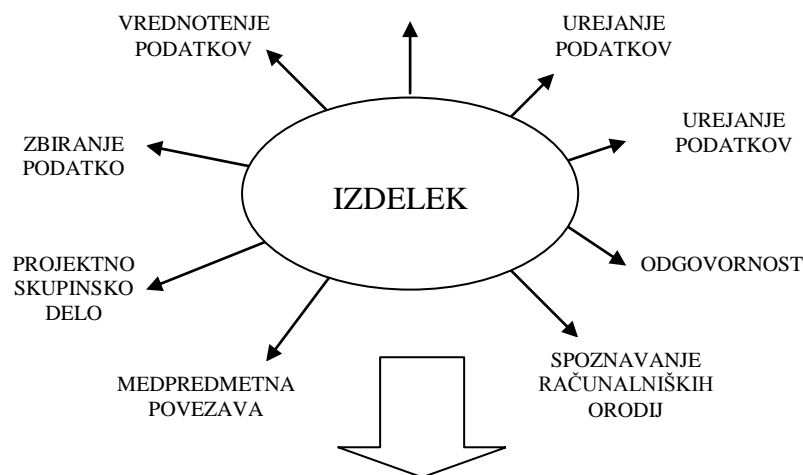 VREDNOTENJE
PODATKOV
UREJANJE
PODATKOV
ZBIRANJE
PODATKO
UREJANJE
PODATKOV
IZDELEK
PROJEKTNO
SKUPINSKO
DELO
ODGOVORNOST
MEDPREDMETNA
POVEZAVA
SPOZNAVANJE
RAČUNALNIŠKIH
ORODIJ